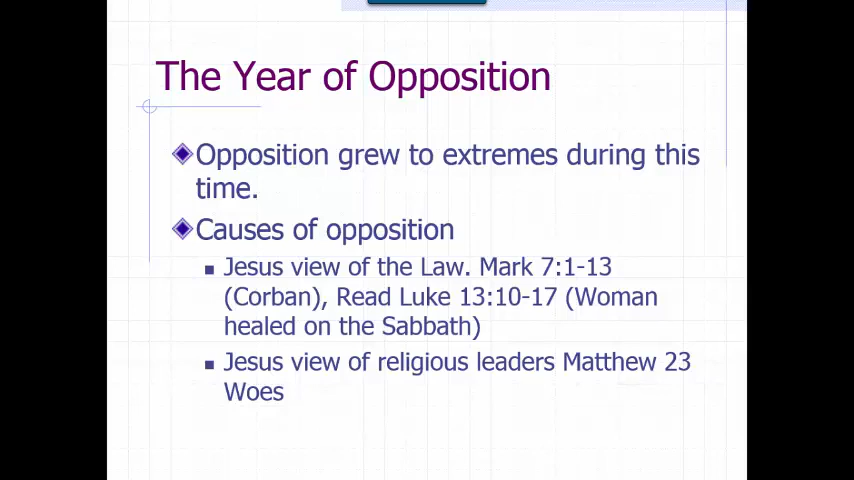 The Year of Opposition
Opposition grew to extremes during this
time.
Causes of opposition
Jesus view of the Law. Mark 7:1-13
(Corban), Read Luke 13:10-17 (Woman
healed on the Sabbath)
Jesus view of religious leaders Matthew 23
Woes